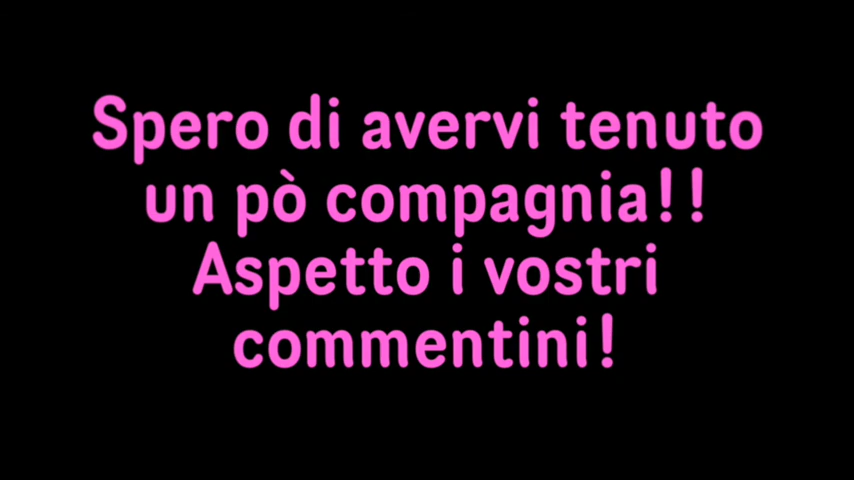 Spero di avervi tenuto
un pò compagnia!!
Aspetto i vostri
commentini!